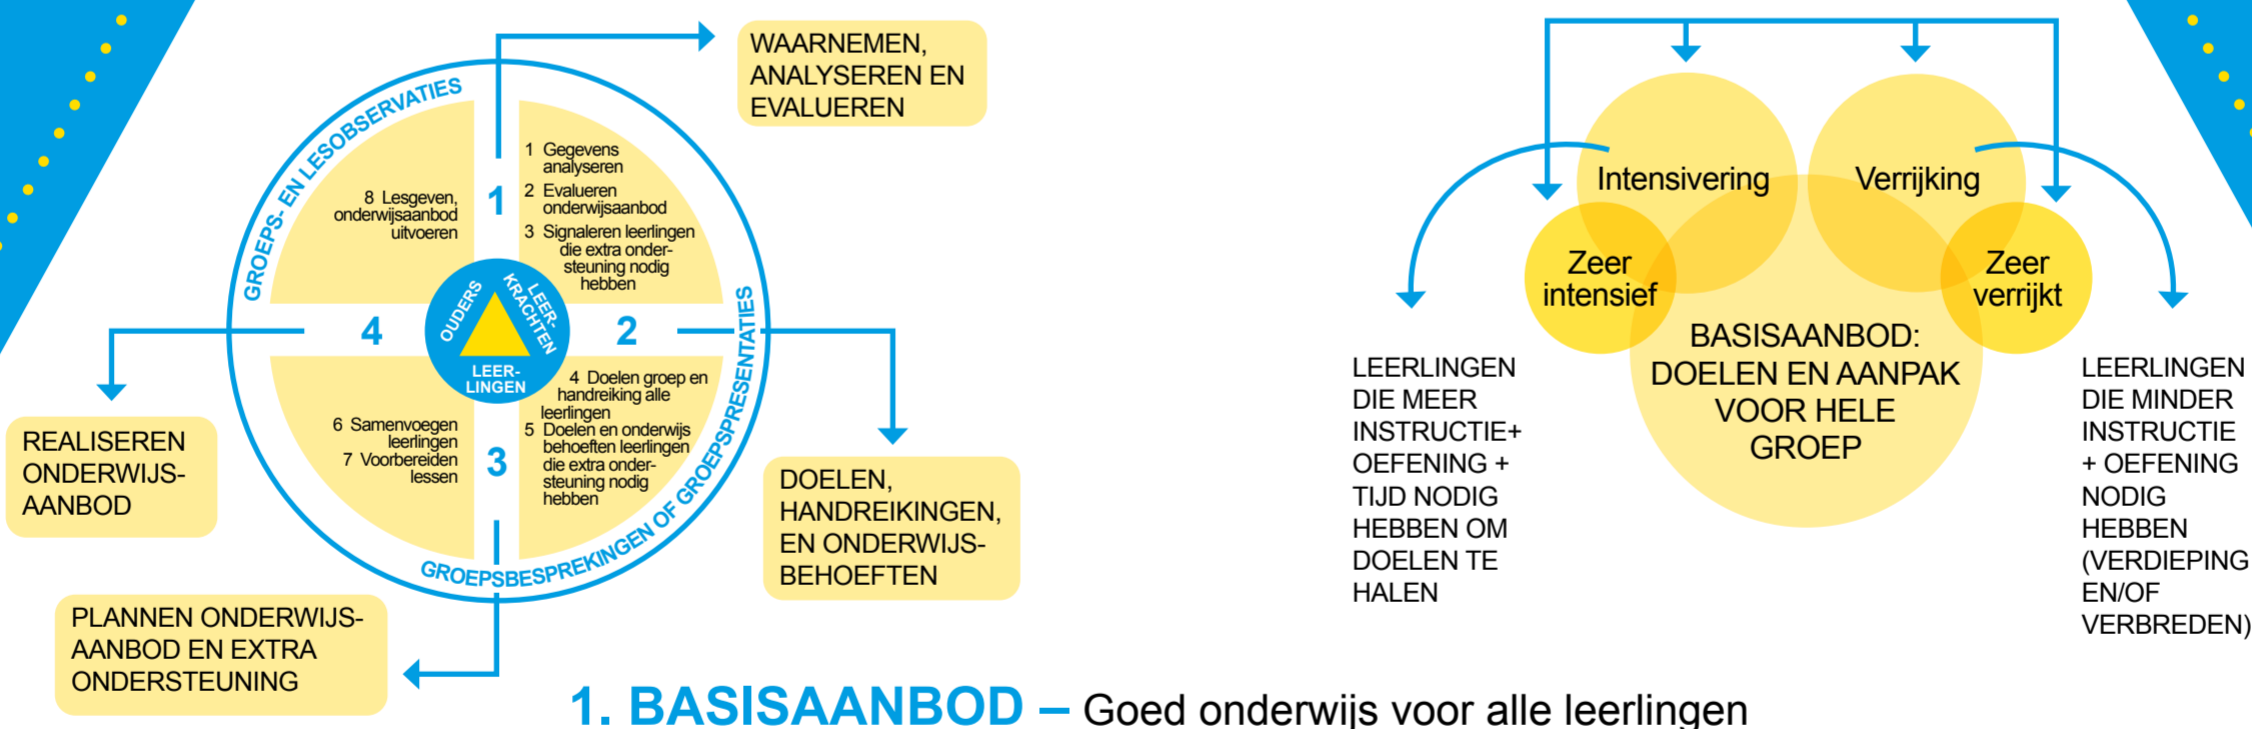 WAARNEMEN,
ANALYSEREN EN
EVALUEREN
GROEPS- EN LESOBSERVATIES
GROEPSBESPREKINGEN OF GROEPSPRESENTATIES
8 Lesgeven,
onderwijsaanbod
uitvoeren
1
1 Gegevens
analyseren
2 Evalueren
onderwijsaanbod
3 Signaleren leerlingen
die extra onder-
steuning nodig
hebben
OUDERS
LEER-
KRACHTEN
LEER-
LINGEN
4
2
6 Samenvoegen
leerlingen
7 Voorbereiden
lessen
3
4 Doelen groep en
handreiking alle
leerlingen
5 Doelen en onderwijs
behoeften leerlingen
die extra onder-
steuning nodig
hebben
REALISEREN
ONDERWIJS-
AANBOD
DOELEN,
HANDREIKINGEN,
EN ONDERWIJS-
BEHOEFTEN
PLANNEN ONDERWIJS-
AANBOD EN EXTRA
ONDERSTEUNING
Intensivering
Verrijking
Zeer
intensief
Zeer
verrijkt
BASISAANBOD:
DOELEN EN AANPAK
VOOR HELE
GROEP
LEERLINGEN
DIE MEER
INSTRUCTIE+
OEFENING +
TIJD NODIG
HEBBEN OM
DOELEN TE
HALEN
LEERLINGEN
DIE MINDER
INSTRUCTIE
+ OEFENING
NODIG
HEBBEN
(VERDIEPING
EN/OF
VERBREDEN)
1. BASISAANBOD – Goed onderwijs voor alle leerlingen